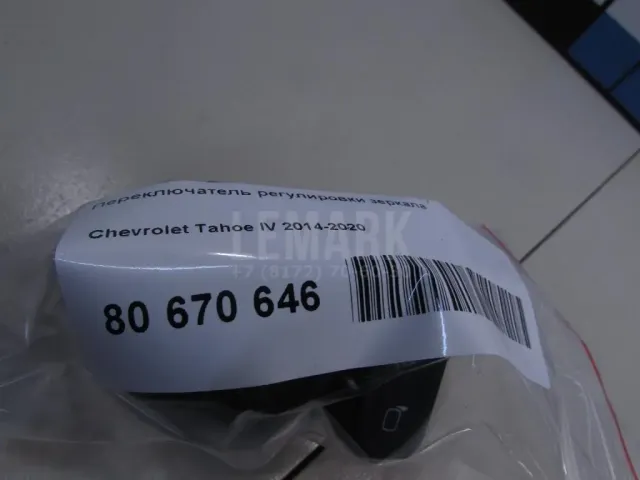 Переключатель регулировки зеркала
Chevrolet Tahoe IV 2014-2020
LEMARK
80 670 646